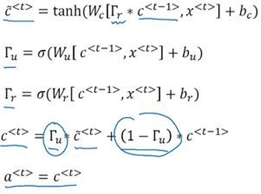 c̃^{<t>} = tanh(W_c[Γ_r * c^{<t-1>}, x^{<t>}] + b_c)
Γ_u = σ(W_u[ c^{<t-1>}, x^{<t>}] + b_u)
Γ_r = σ(W_r[ c^{<t-1>}, x^{<t>}] + b_r)
c^{<t>} = Γ_u * c̃^{<t>} + (1 − Γ_u) * c^{<t-1>}
a^{<t>} = c^{<t>}